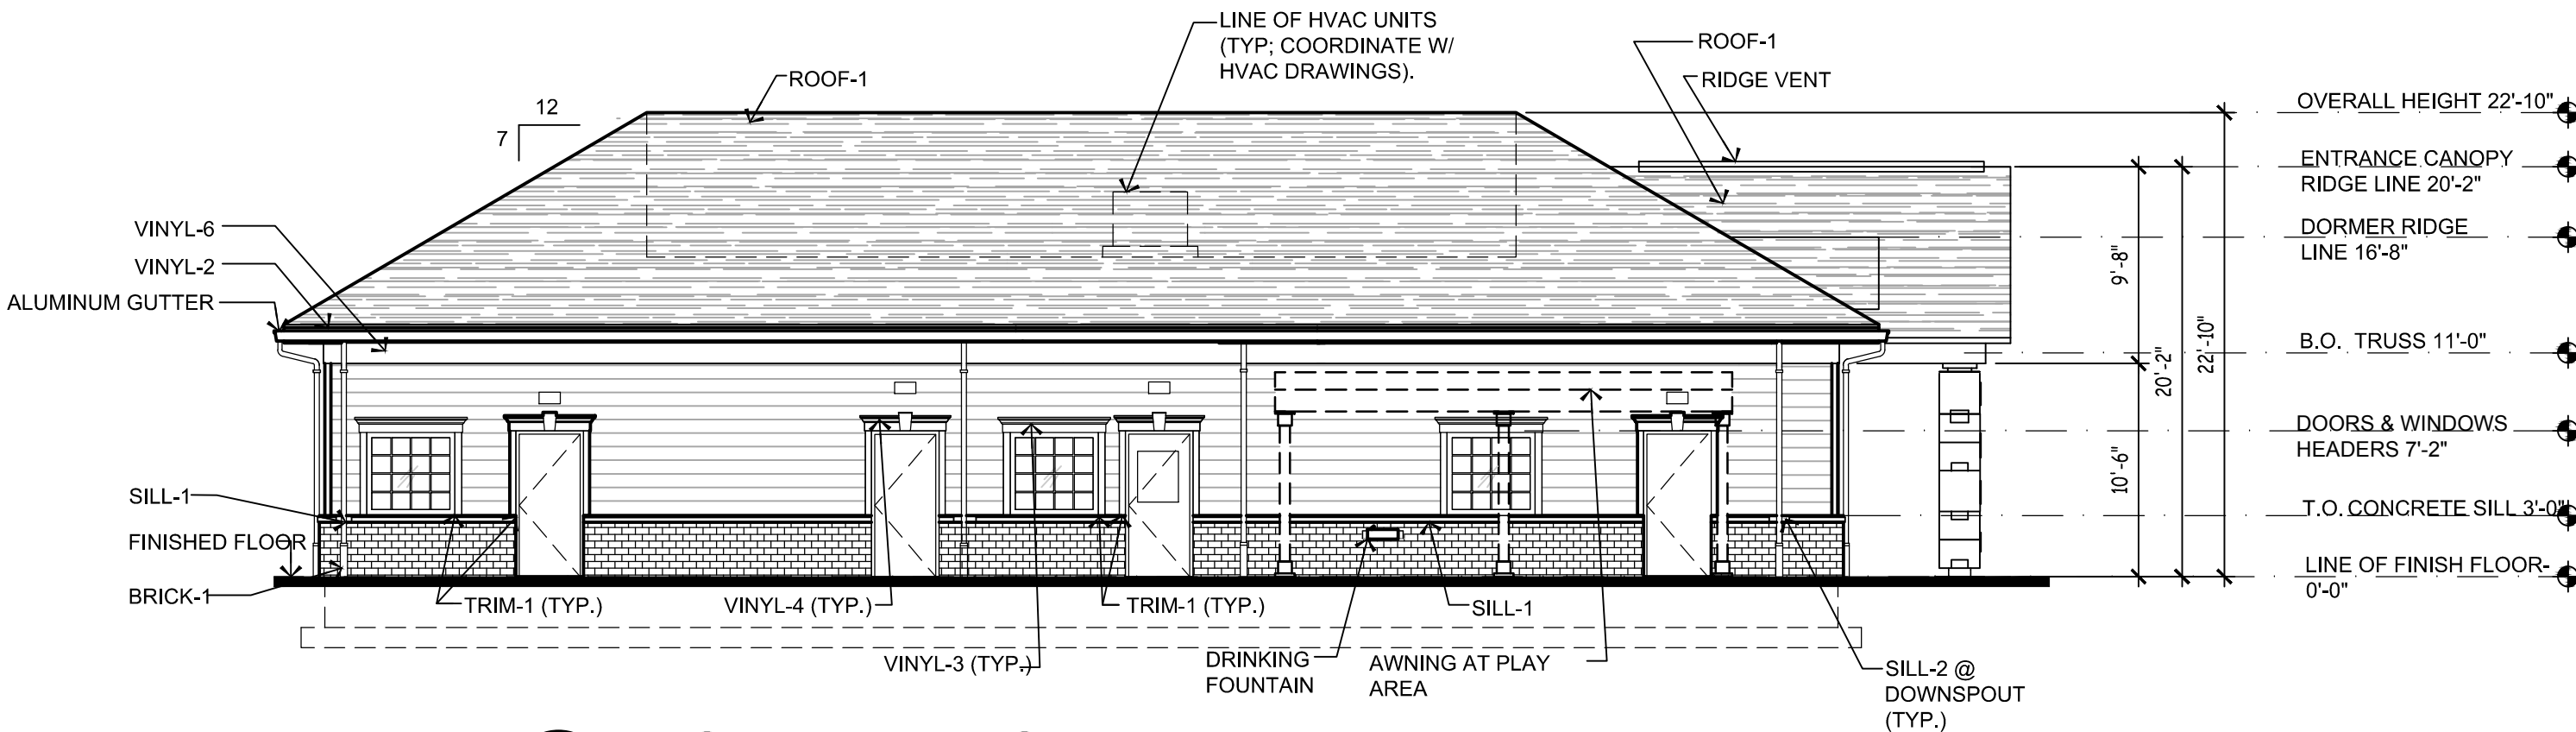 LINE OF HVAC UNITS
(TYP; COORDINATE W/
HVAC DRAWINGS).
ROOF-1
RIDGE VENT
ROOF-1
12
7
VINYL-6
VINYL-2
ALUMINUM GUTTER
SILL-1
FINISHED FLOOR
BRICK-1
TRIM-1 (TYP.)
VINYL-4 (TYP.)
VINYL-3 (TYP.)
TRIM-1 (TYP.)
DRINKING
FOUNTAIN
SILL-1
AWNING AT PLAY
AREA
SILL-2 @
DOWNSPOUT
(TYP.)
9'-8"
10'-6"
20'-2"
22'-10"
OVERALL HEIGHT 22'-10"
ENTRANCE CANOPY
RIDGE LINE 20'-2"
DORMER RIDGE
LINE 16'-8"
B.O. TRUSS 11'-0"
DOORS & WINDOWS
HEADERS 7'-2"
T.O. CONCRETE SILL 3'-0"
LINE OF FINISH FLOOR-
0'-0"